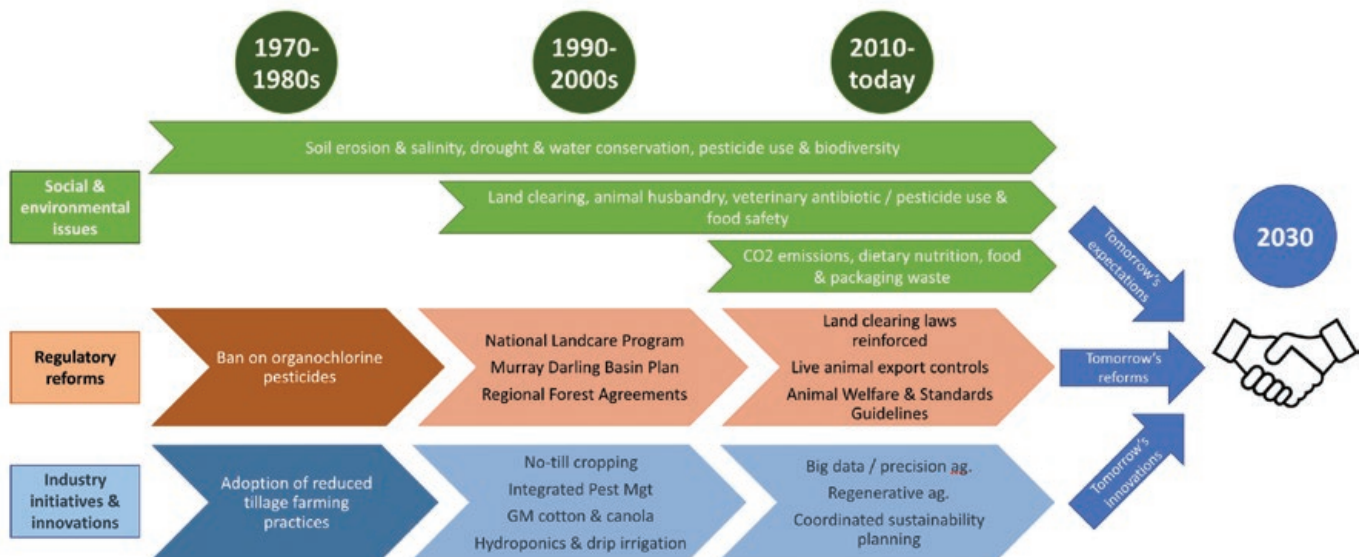 1970-
1980s
1990-
2000s
2010-
today
Social &
environmental
issues
Soil erosion & salinity, drought & water conservation, pesticide use & biodiversity
Land clearing, animal husbandry, veterinary antibiotic / pesticide use &
food safety
CO2 emissions, dietary nutrition, food
& packaging waste
Tomorrow's
expectations
2030
Regulatory
reforms
Ban on organochlorine
pesticides
National Landcare Program
Murray Darling Basin Plan
Regional Forest Agreements
Land clearing laws
reinforced
Live animal export controls
Animal Welfare & Standards
Guidelines
Tomorrow's
reforms
Industry
initiatives &
innovations
Adoption of reduced
tillage farming
practices
No-till cropping
Integrated Pest Mgt
GM cotton & canola
Hydroponics & drip irrigation
Big data / precision ag.
Regenerative ag.
Coordinated sustainability
planning
Tomorrow's
innovations